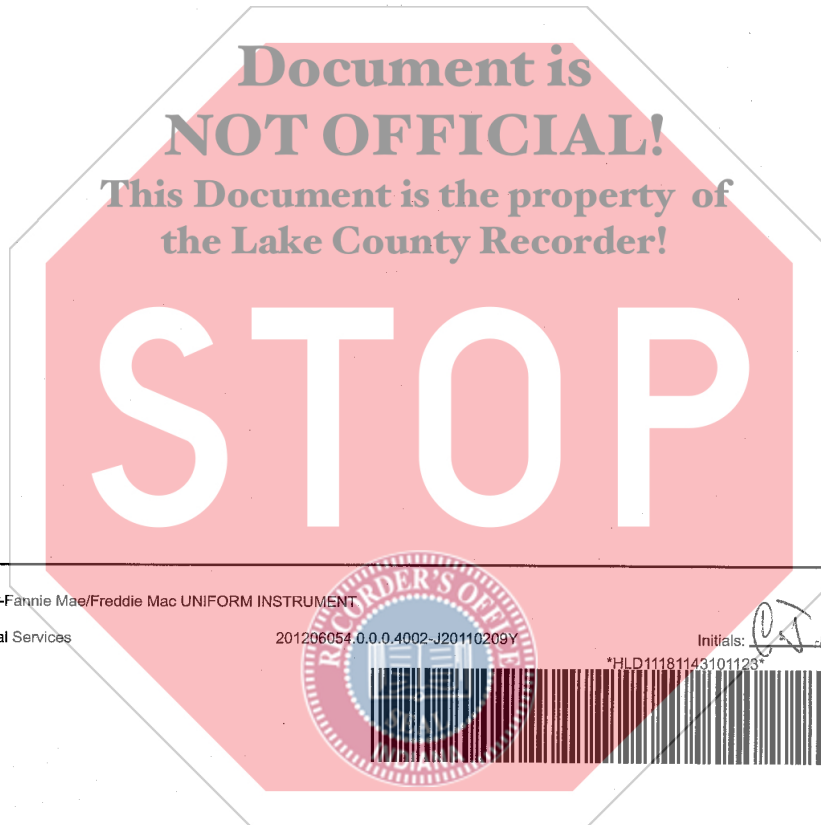 Document is
NOT OFFICIAL!
This Document is the property of
the Lake County Recorder!
STOP
-Fannie Mae/Freddie Mac UNIFORM INSTRUMENT
al Services
201206054.0.0.0.4002-J20110209Y
Initials:
*HLD11181143101123*
RECORDER'S OFFICE
SEAL
INDIANA